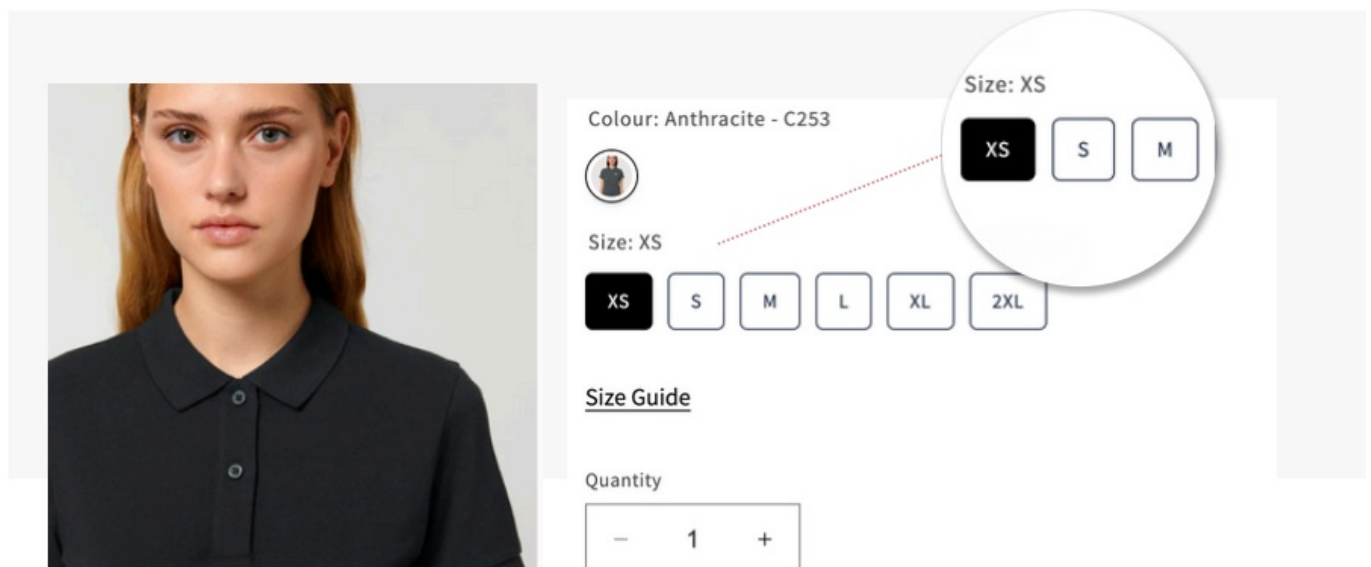 Colour: Anthracite - C253
Size: XS
XS S M L XL 2XL
Size Guide
Quantity
− 1 +
Size: XS
XS S M